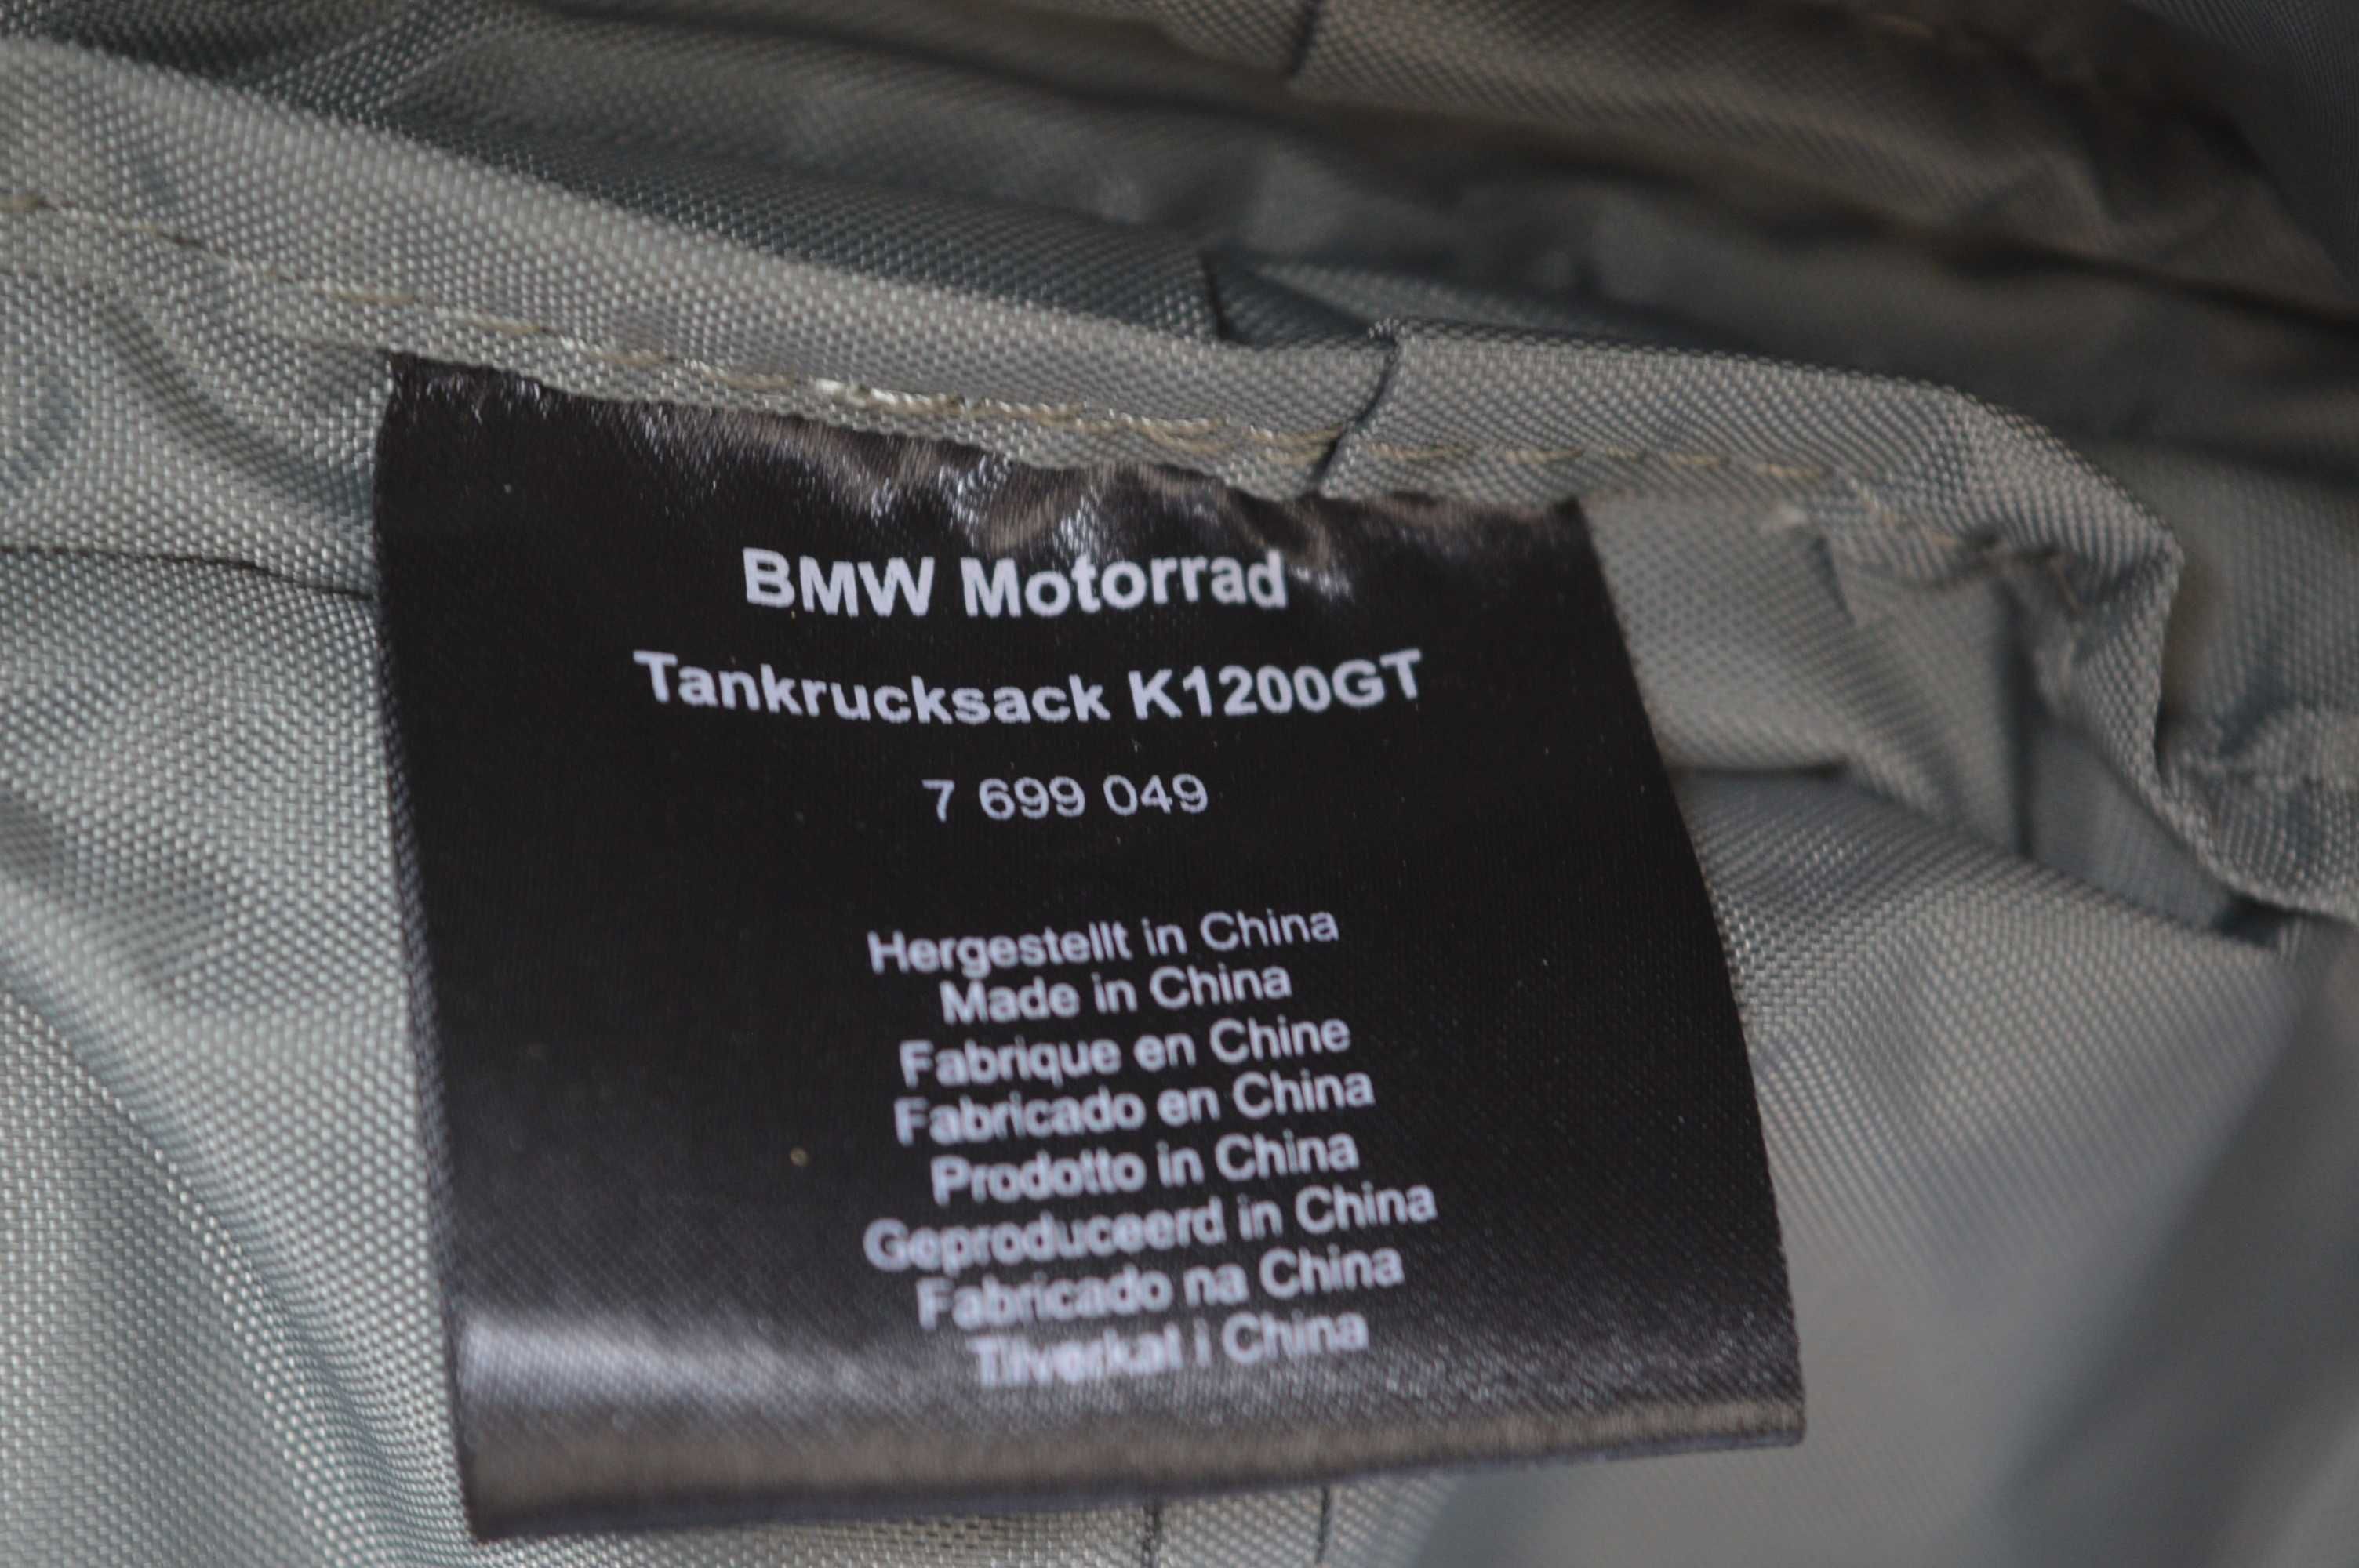 BMW Motorrad
Tankrucksack K1200GT
7 699 049
Hergestellt in China
Made in China
Fabrique en Chine
Fabricado en China
Prodotto in China
Geproduceerd in China
Fabricado na China
Tilverkal i China